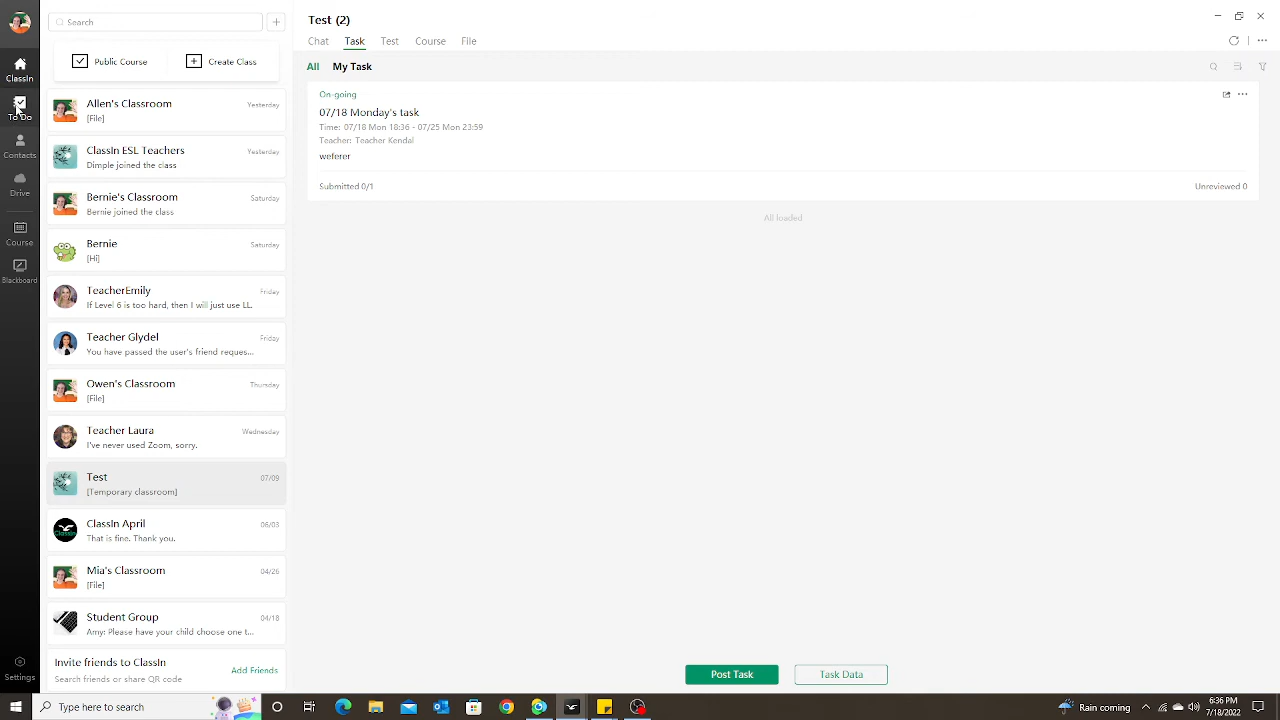 Search
Public Course
Create Class
ClassIn
To-do
Contacts
Drive
Course
Blackboard
Settings
Allen's Classroom
Yesterday
[File]
ClassIn ESL Teachers
Yesterday
Dimple joined the class
Bernie's Classroom
Saturday
Bernie joined the class
Bernie
Saturday
[Hi]
TeacherEmily
Friday
If Level 6 is too hard, then I will just use LL.
Teacher Glydel
Friday
You have passed the user's friend reques...
Owen's Classroom
Thursday
[File]
Teacher Laura
Wednesday
I've never used Zoom, sorry.
Test
07/09
[Temporary classroom]
ClassIn April
06/03
That is fine. Thank you.
Mia's Classroom
04/26
[File]
Student Group
04/18
Amy: Please have your child choose one t...
Invite friends to ClassIn
Search friends or share QR code
Add Friends
Test (2)
Chat Task Test Course File
All My Task
On-going
07/18 Monday's task
Time: 07/18 Mon 18:36 - 07/25 Mon 23:59
Teacher: Teacher Kendal
weferer
Submitted 0/1
Unreviewed 0
All loaded
Post Task
Task Data
Type here to search
Rain coming
6:36 PM
7/18/2022